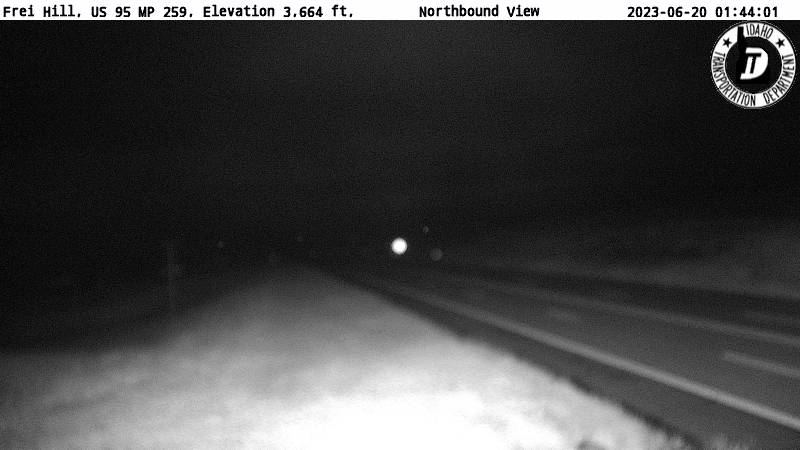 Frei Hill, US 95 MP 259, Elevation 3,664 ft, Northbound View 2023-06-20 01:44:01
IDAHO
TRANSPORTATION DEPARTMENT